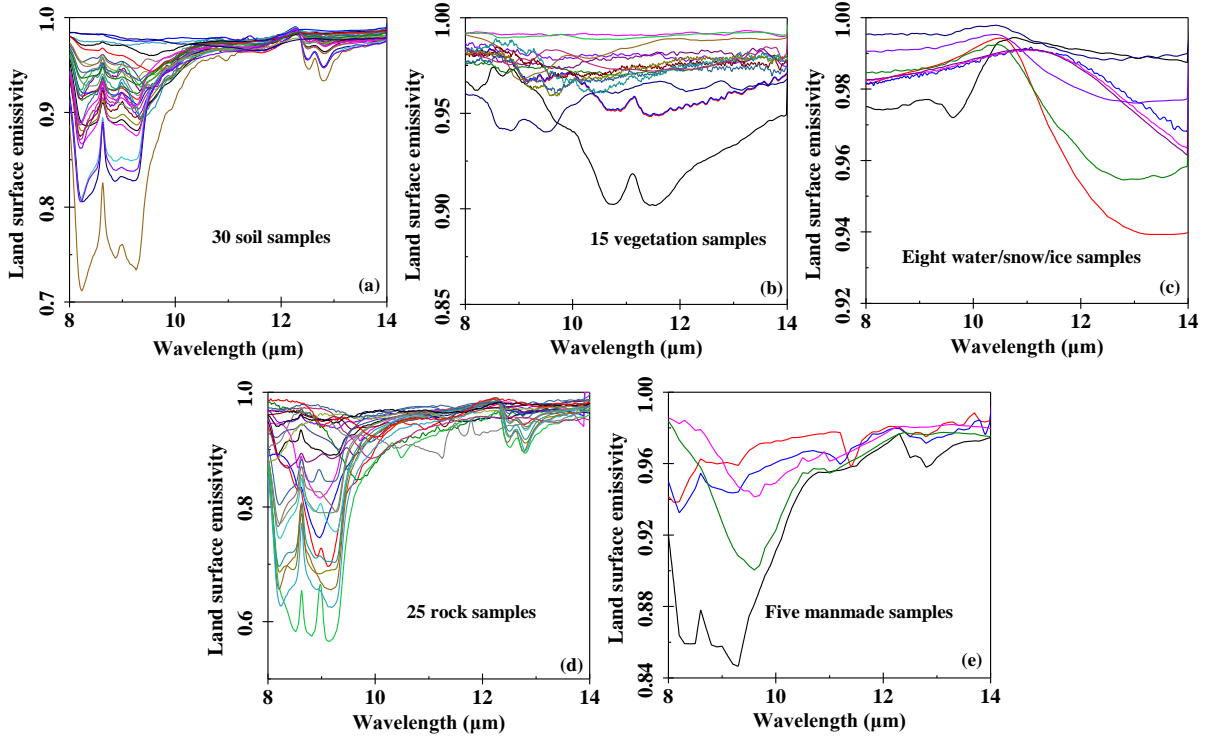 1.0
0.9
0.8
0.7
Land surface emissivity
30 soil samples
(a)
8
10
12
14
Wavelength (µm)
1.00
0.95
0.90
0.85
Land surface emissivity
15 vegetation samples
(b)
8
10
12
14
Wavelength (µm)
1.00
0.98
0.96
0.94
0.92
Land surface emissivity
Eight water/snow/ice samples
(c)
8
10
12
14
Wavelength (µm)
1.0
0.9
0.8
0.6
Land surface emissivity
25 rock samples
(d)
8
10
12
14
Wavelength (µm)
1.00
0.96
0.92
0.88
0.84
Land surface emissivity
Five manmade samples
(e)
8
10
12
14
Wavelength (µm)